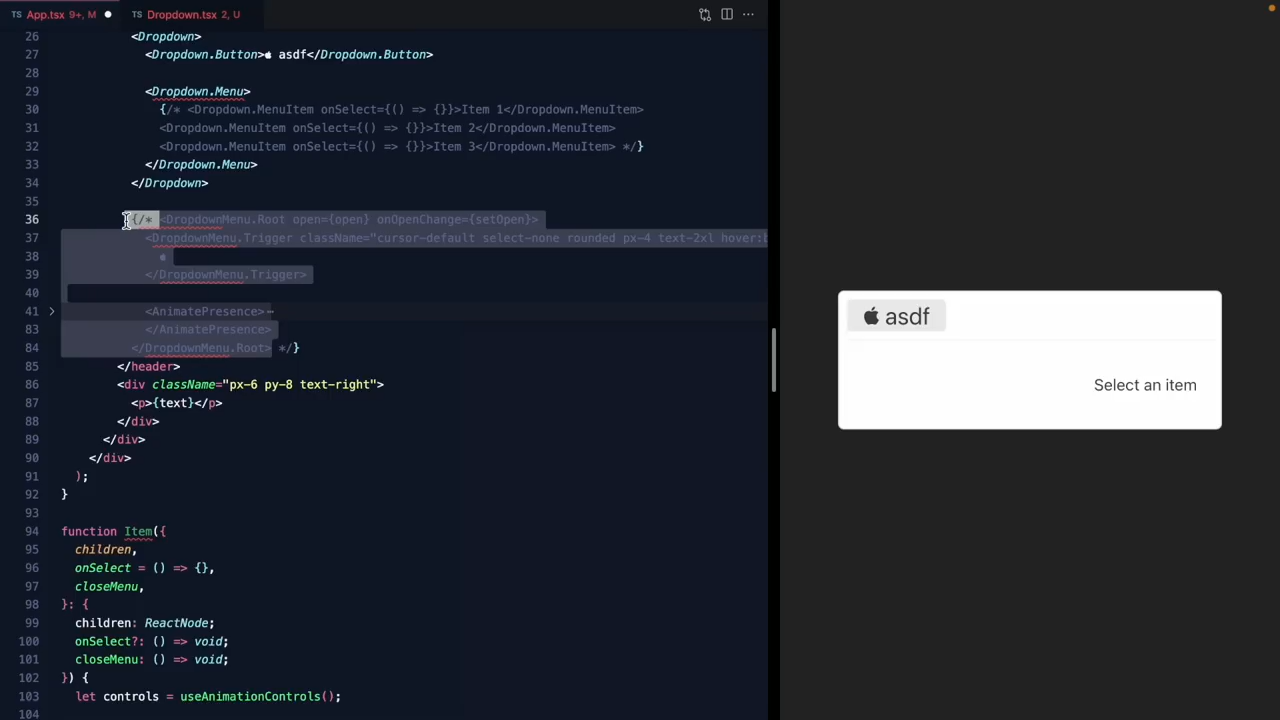 TS App.tsx 9+, M ● TS Dropdown.tsx 2, U
26 <Dropdown>
27 <Dropdown.Button> asdf</Dropdown.Button>
28
29 <Dropdown.Menu>
30 {/* <Dropdown.MenuItem onSelect={() => {}}>Item 1</Dropdown.MenuItem>
31 <Dropdown.MenuItem onSelect={() => {}}>Item 2</Dropdown.MenuItem>
32 <Dropdown.MenuItem onSelect={() => {}}>Item 3</Dropdown.MenuItem> */}
33 </Dropdown.Menu>
34 </Dropdown>
35
36 {/* <DropdownMenu.Root open={open} onOpenChange={setOpen}>
37 <DropdownMenu.Trigger className="cursor-default select-none rounded px-4 text-2xl hover:b
38
39 </DropdownMenu.Trigger>
40
41 <AnimatePresence>⋯
83 </AnimatePresence>
84 </DropdownMenu.Root> */}
85 </header>
86 <div className="px-6 py-8 text-right">
87 <p>{text}</p>
88 </div>
89 </div>
90 </div>
91 );
92 }
93
94 function Item({
95 children,
96 onSelect = () => {},
97 closeMenu,
98 }: {
99 children: ReactNode;
100 onSelect?: () => void;
101 closeMenu: () => void;
102 }) {
103 let controls = useAnimationControls();
104
asdf
Select an item